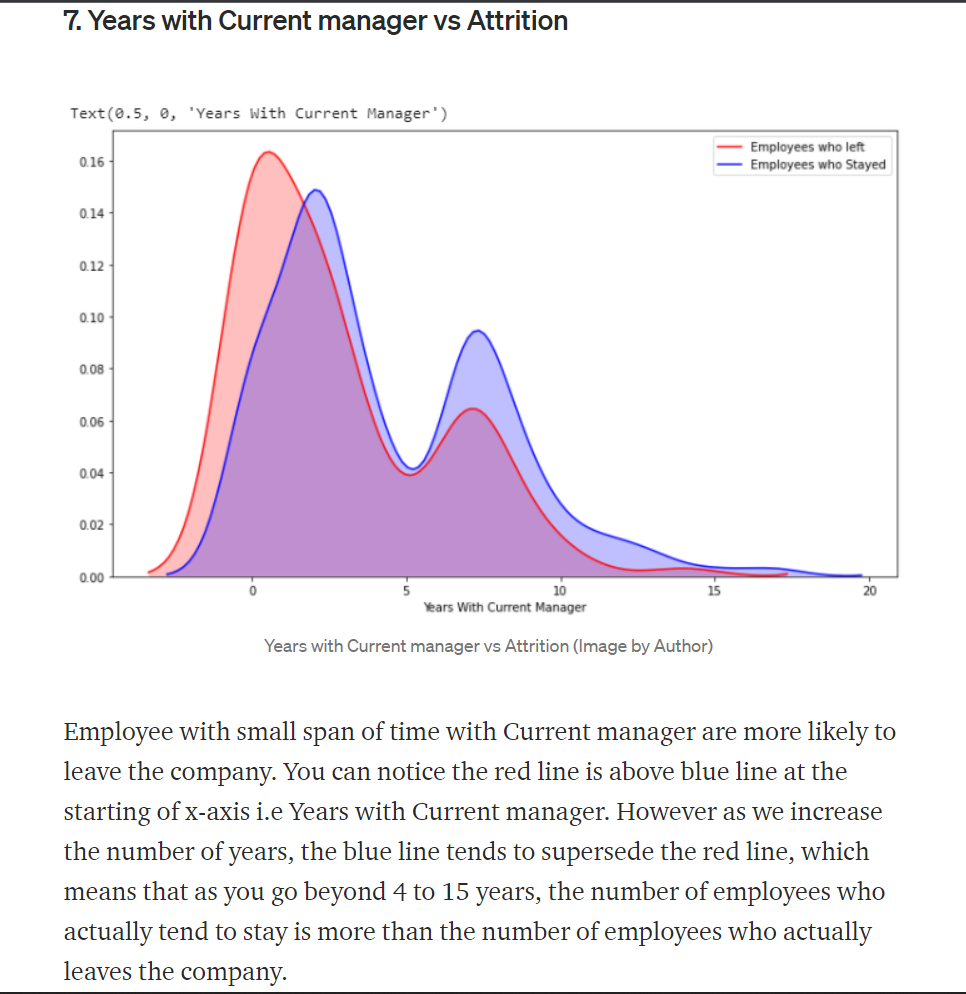 7. Years with Current manager vs Attrition
Text(0.5, 0, 'Years With Current Manager')
Employees who left
Employees who Stayed
0.16
0.14
0.12
0.10
0.08
0.06
0.04
0.02
0.00
0 5 10 15 20
Years With Current Manager
Years with Current manager vs Attrition (Image by Author)
Employee with small span of time with Current manager are more likely to
leave the company. You can notice the red line is above blue line at the
starting of x-axis i.e Years with Current manager. However as we increase
the number of years, the blue line tends to supersede the red line, which
means that as you go beyond 4 to 15 years, the number of employees who
actually tend to stay is more than the number of employees who actually
leaves the company.